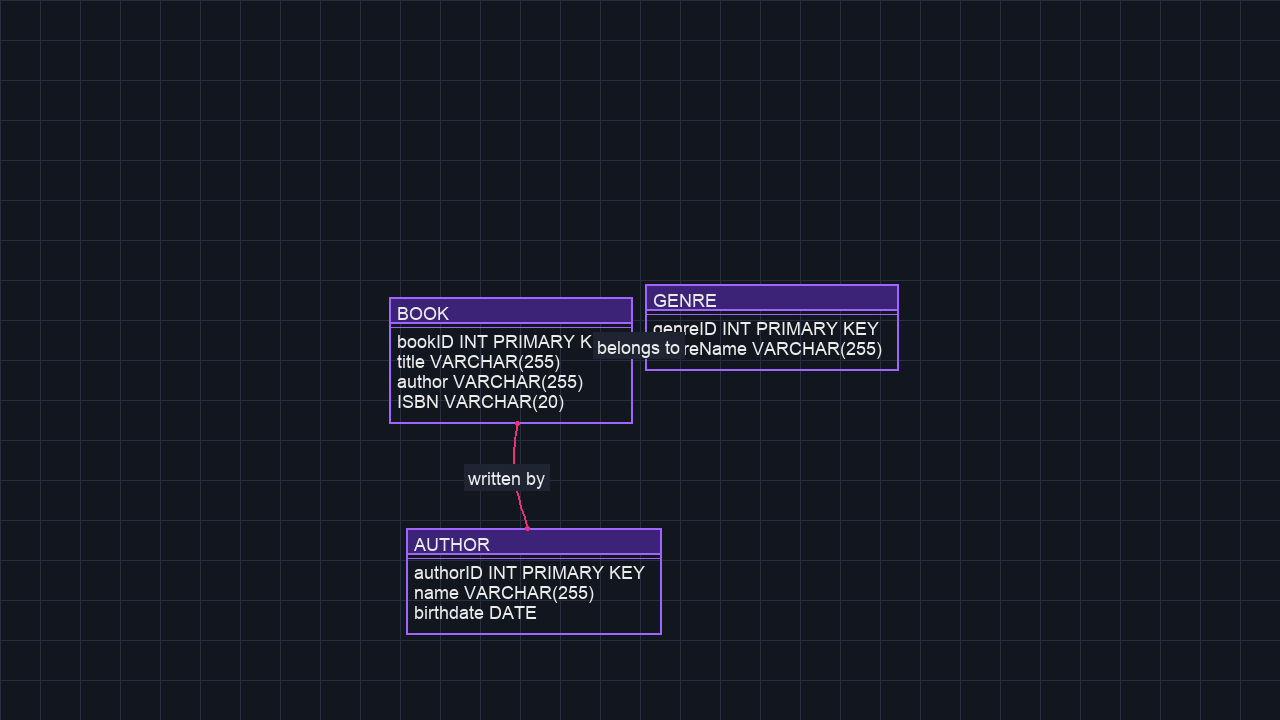 BOOK
bookID INT PRIMARY K
title VARCHAR(255)
author VARCHAR(255)
ISBN VARCHAR(20)
belongs to
GENRE
genreID INT PRIMARY KEY
reName VARCHAR(255)
written by
AUTHOR
authorID INT PRIMARY KEY
name VARCHAR(255)
birthdate DATE